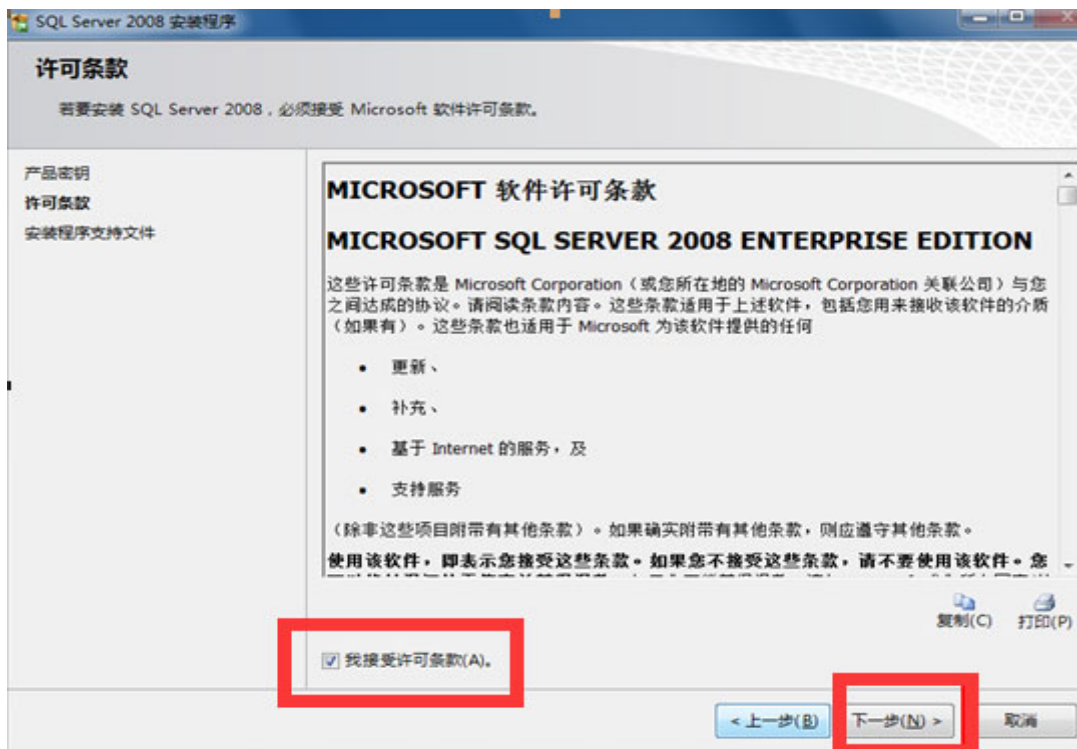 SQL Server 2008 安装程序
许可条款
若要安装 SQL Server 2008，必须接受 Microsoft 软件许可条款。
产品密钥
许可条款
安装程序支持文件
MICROSOFT 软件许可条款
MICROSOFT SQL SERVER 2008 ENTERPRISE EDITION
这些许可条款是 Microsoft Corporation（或您所在地的 Microsoft Corporation 关联公司）与您
之间达成的协议。请阅读条款内容。这些条款适用于上述软件，包括您用来接收该软件的介质
（如果有）。这些条款也适用于 Microsoft 为该软件提供的任何
• 更新、
• 补充、
• 基于 Internet 的服务，及
• 支持服务
（除非这些项目附带有其他条款）。如果确实附带有其他条款，则应遵守其他条款。
使用该软件，即表示您接受这些条款。如果您不接受这些条款，请不要使用该软件。您
复制(C) 打印(P)
我接受许可条款(A)。
< 上一步(B) 下一步(N) > 取消